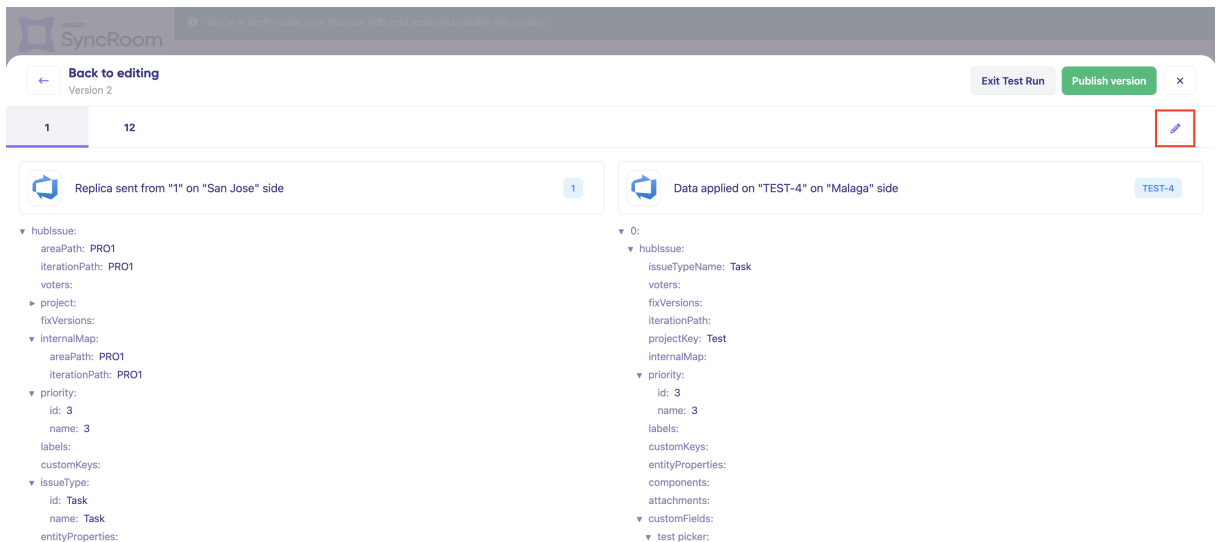 exalate
SyncRoom
You're in draft mode now. You can edit and save and publish this version.
Back to editing
Version 2
Exit Test Run
Publish version
1
12
Replica sent from "1" on "San Jose" side
1
hubIssue:
areaPath: PRO1
iterationPath: PRO1
voters:
project:
fixVersions:
internalMap:
areaPath: PRO1
iterationPath: PRO1
priority:
id: 3
name: 3
labels:
customKeys:
issueType:
id: Task
name: Task
entityProperties:
Data applied on "TEST-4" on "Malaga" side
TEST-4
0:
hubIssue:
issueTypeName: Task
voters:
fixVersions:
iterationPath:
projectKey: Test
internalMap:
priority:
id: 3
name: 3
labels:
customKeys:
entityProperties:
components:
attachments:
customFields:
test picker: